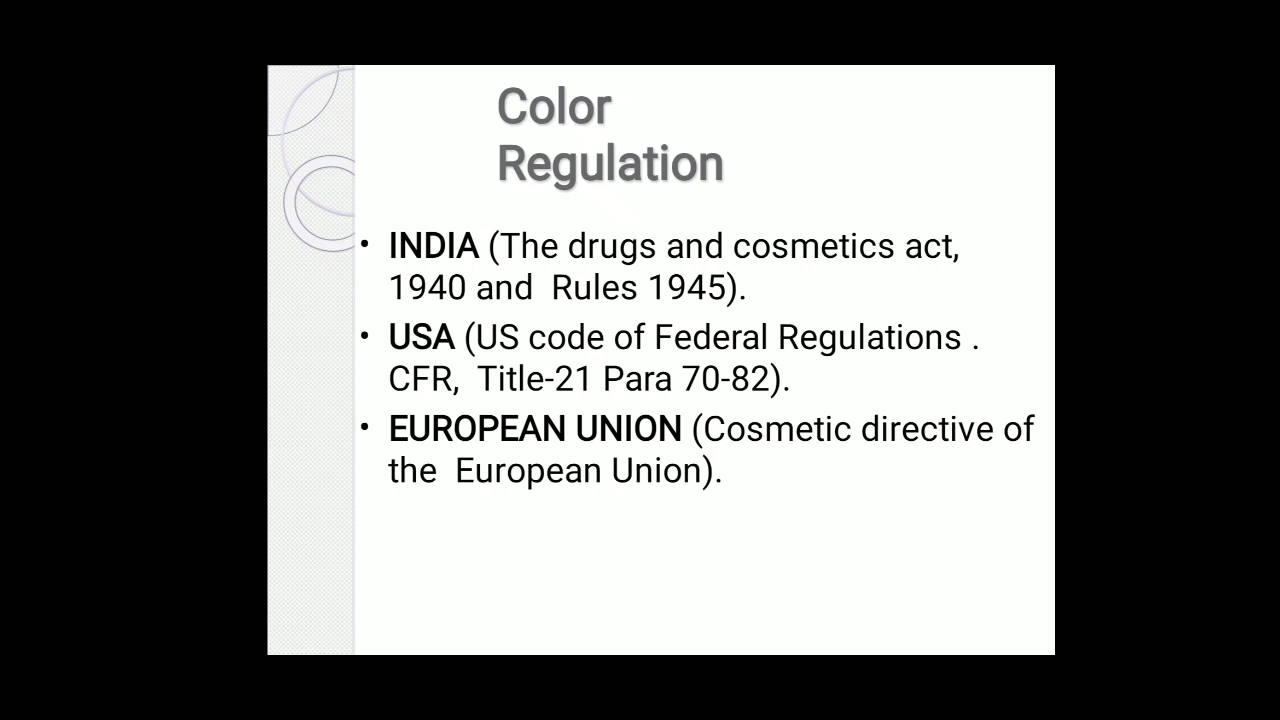 Color
Regulation
• INDIA (The drugs and cosmetics act,
1940 and  Rules 1945).
• USA (US code of Federal Regulations .
CFR,  Title-21 Para 70-82).
• EUROPEAN UNION (Cosmetic directive of
the  European Union).